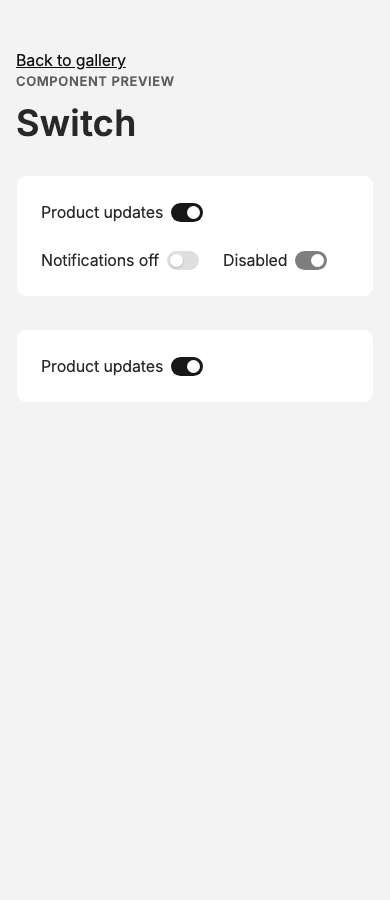 Back to gallery
COMPONENT PREVIEW
Switch
Product updates
Notifications off Disabled
Product updates